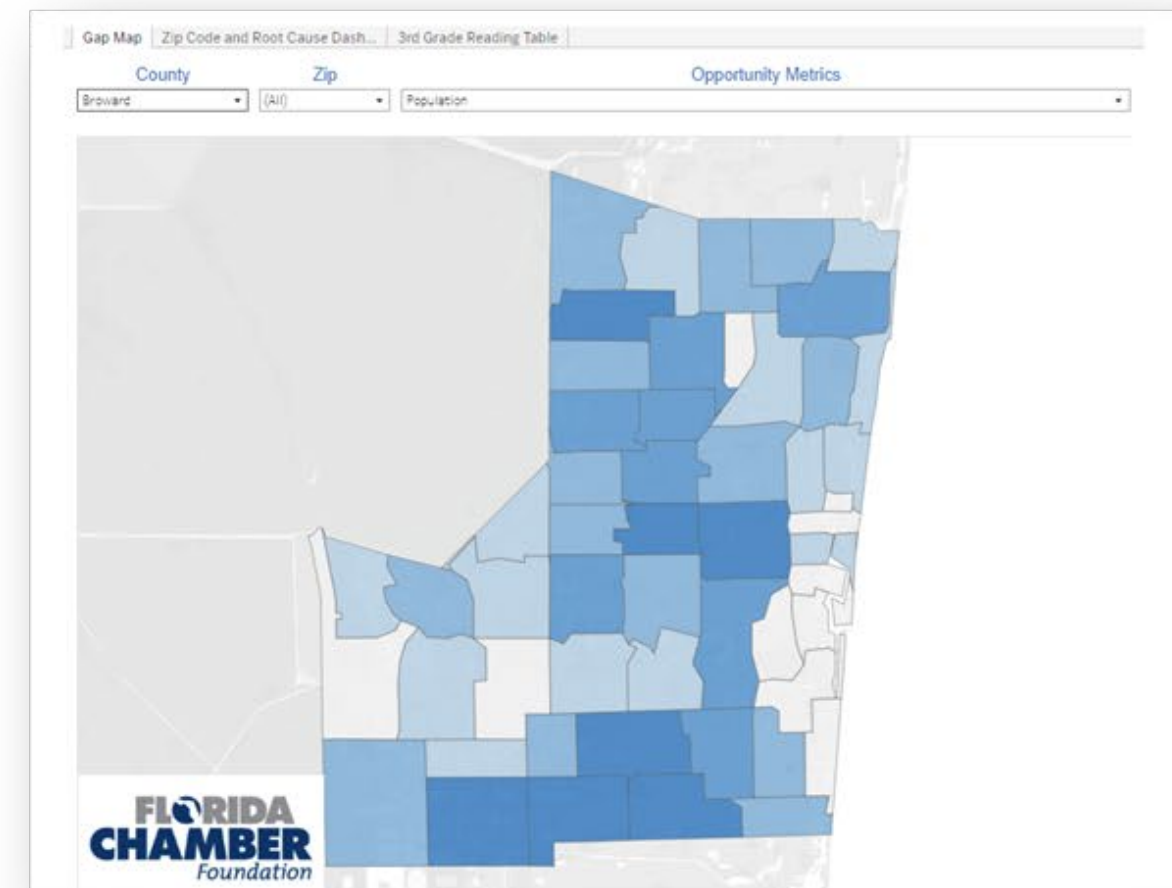 Gap Map Zip Code and Root Cause Dash... 3rd Grade Reading Table
County Zip Opportunity Metrics
Broward (All) Population
FLORIDA
CHAMBER
Foundation